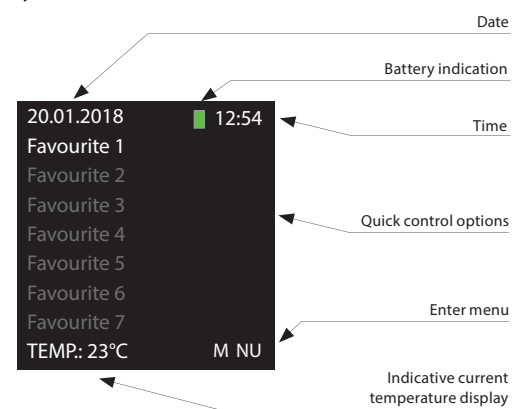 Date
Battery indication
20.01.2018 12:54
Time
Favourite 1
Favourite 2
Favourite 3
Quick control options
Favourite 4
Favourite 5
Favourite 6
Enter menu
Favourite 7
TEMP.: 23°C M NU
Indicative current
temperature display